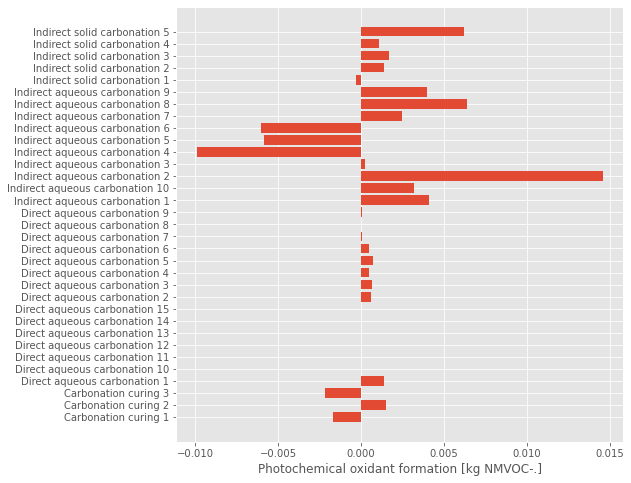 Indirect solid carbonation 5
Indirect solid carbonation 4
Indirect solid carbonation 3
Indirect solid carbonation 2
Indirect solid carbonation 1
Indirect aqueous carbonation 9
Indirect aqueous carbonation 8
Indirect aqueous carbonation 7
Indirect aqueous carbonation 6
Indirect aqueous carbonation 5
Indirect aqueous carbonation 4
Indirect aqueous carbonation 3
Indirect aqueous carbonation 2
Indirect aqueous carbonation 10
Indirect aqueous carbonation 1
Direct aqueous carbonation 9
Direct aqueous carbonation 8
Direct aqueous carbonation 7
Direct aqueous carbonation 6
Direct aqueous carbonation 5
Direct aqueous carbonation 4
Direct aqueous carbonation 3
Direct aqueous carbonation 2
Direct aqueous carbonation 15
Direct aqueous carbonation 14
Direct aqueous carbonation 13
Direct aqueous carbonation 12
Direct aqueous carbonation 11
Direct aqueous carbonation 10
Direct aqueous carbonation 1
Carbonation curing 3
Carbonation curing 2
Carbonation curing 1
−0.010 −0.005 0.000 0.005 0.010 0.015
Photochemical oxidant formation [kg NMVOC-.]